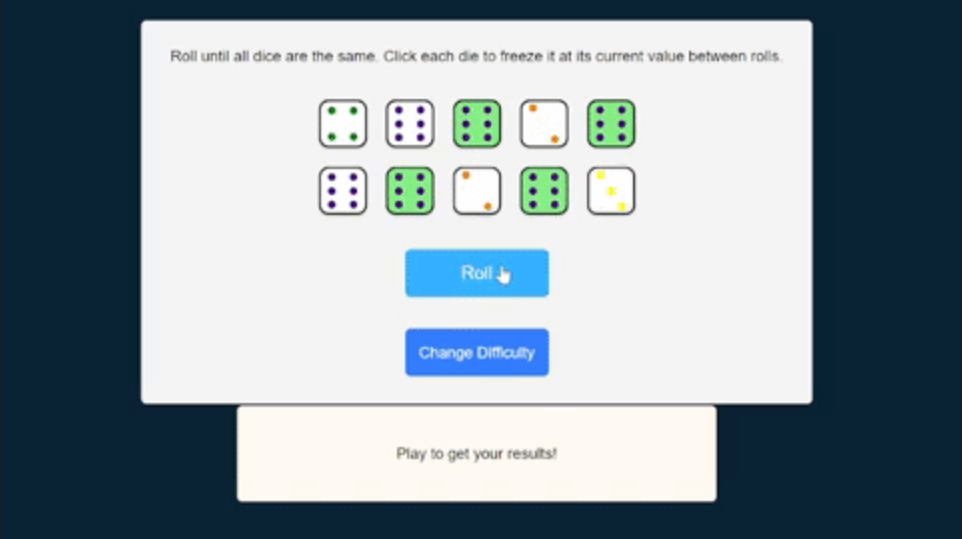 Roll until all dice are the same. Click each die to freeze it at its current value between rolls.
Roll
Change Difficulty
Play to get your results!